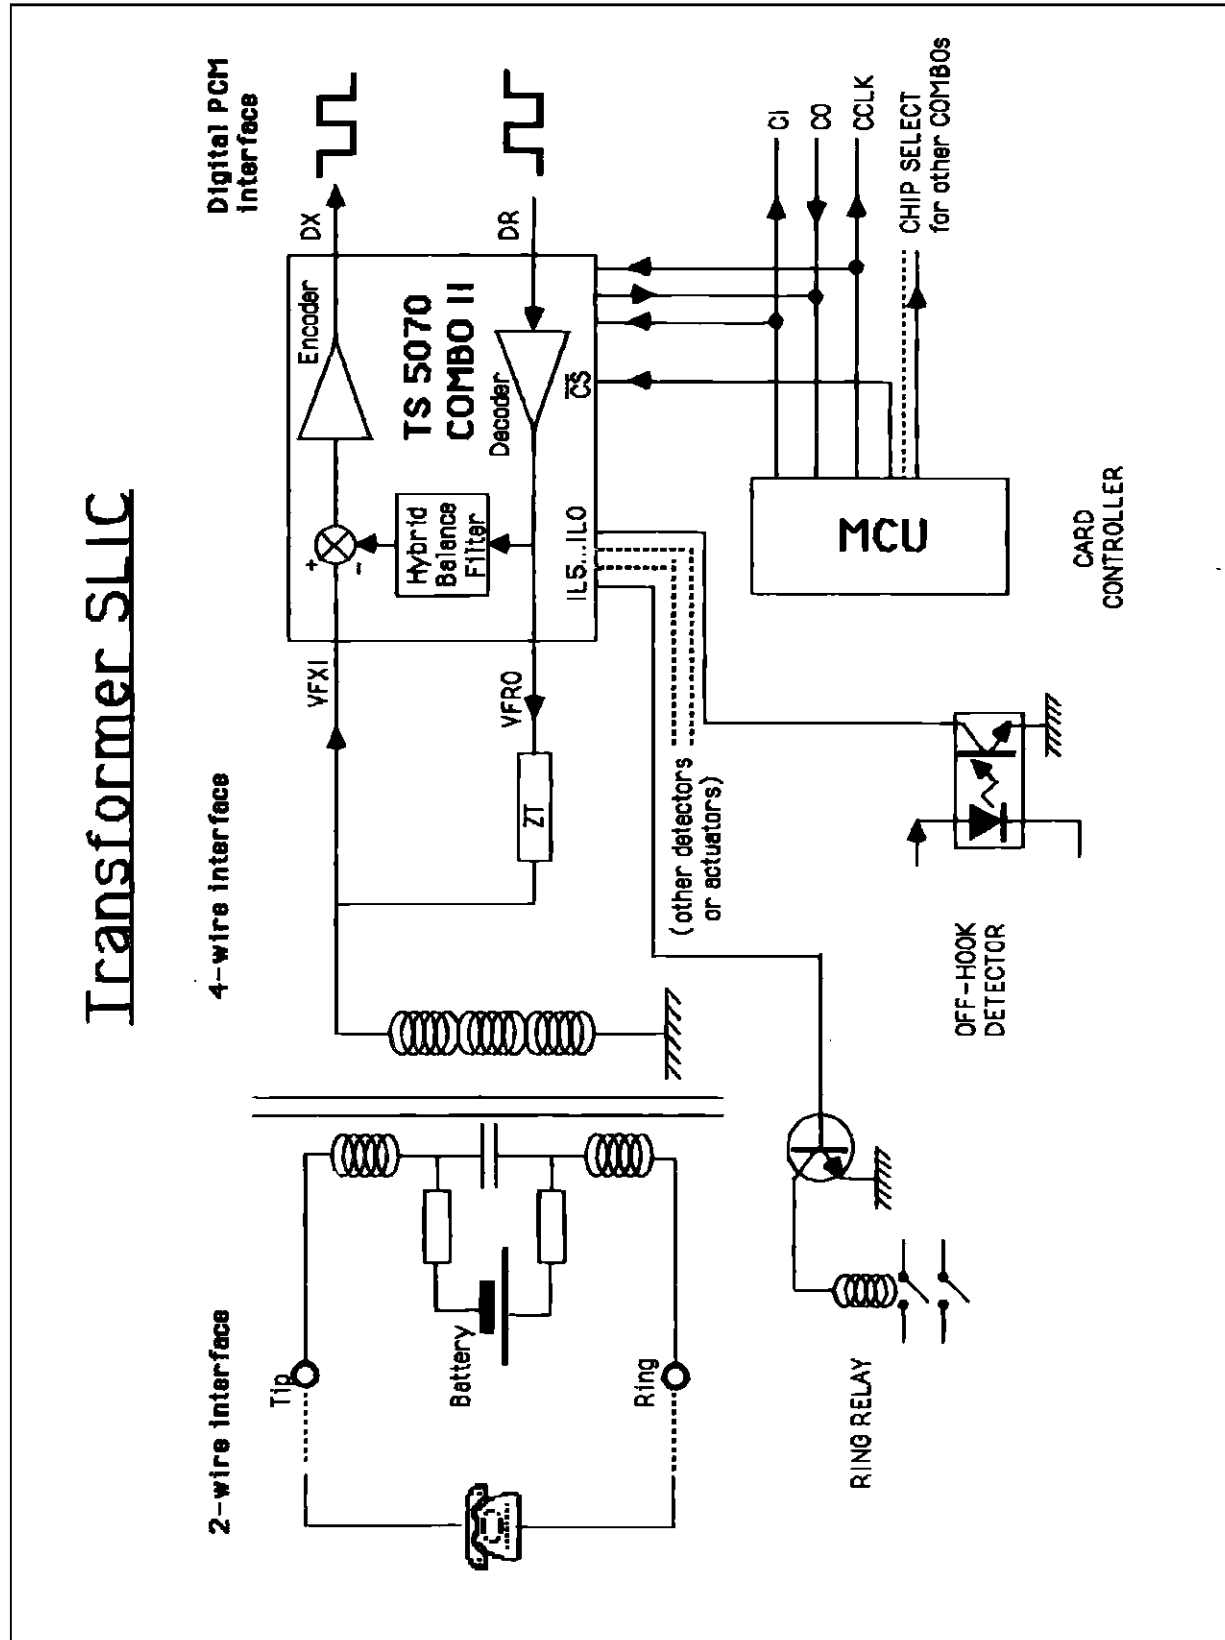 Transformer SLIC
2-wire interface
4-wire interface
Digital PCM
interface
Tip
Battery
Ring
VFXI
VFRO
ZT
Encoder
TS 5070
COMBO II
Decoder
Hybrid
Balance
Filter
DX
DR
IL5...IL0
CS
(other detectors
or actuators)
CI
CO
CCLK
CHIP SELECT
for other COMBOs
MCU
CARD
CONTROLLER
RING RELAY
OFF-HOOK
DETECTOR
+
-